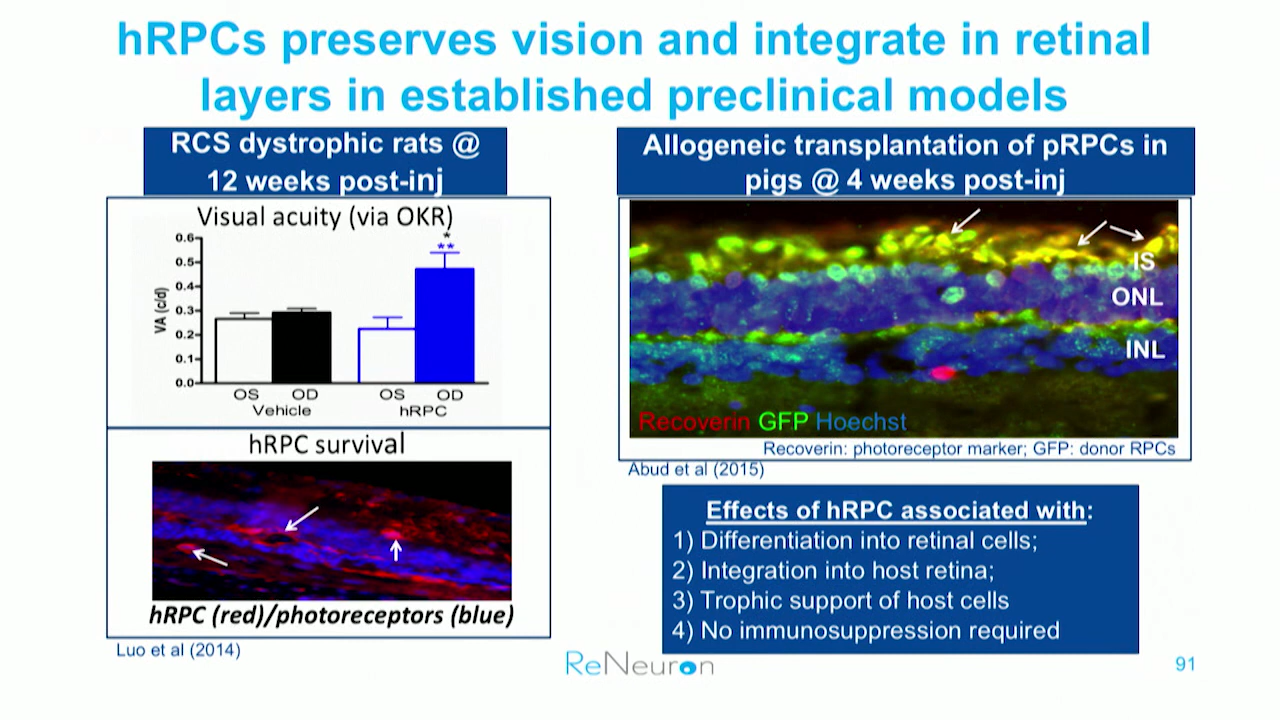 hRPCs preserves vision and integrate in retinal
layers in established preclinical models
RCS dystrophic rats @
12 weeks post-inj
Visual acuity (via OKR)
VA (c/d)
0.6
0.5
0.4
0.3
0.2
0.1
0.0
*
**
OS OD OS OD
Vehicle hRPC
hRPC survival
hRPC (red)/photoreceptors (blue)
Luo et al (2014)
Allogeneic transplantation of pRPCs in
pigs @ 4 weeks post-inj
IS
ONL
INL
Recoverin GFP Hoechst
Recoverin: photoreceptor marker; GFP: donor RPCs
Abud et al (2015)
Effects of hRPC associated with:
1) Differentiation into retinal cells;
2) Integration into host retina;
3) Trophic support of host cells
4) No immunosuppression required
ReNeuron
91